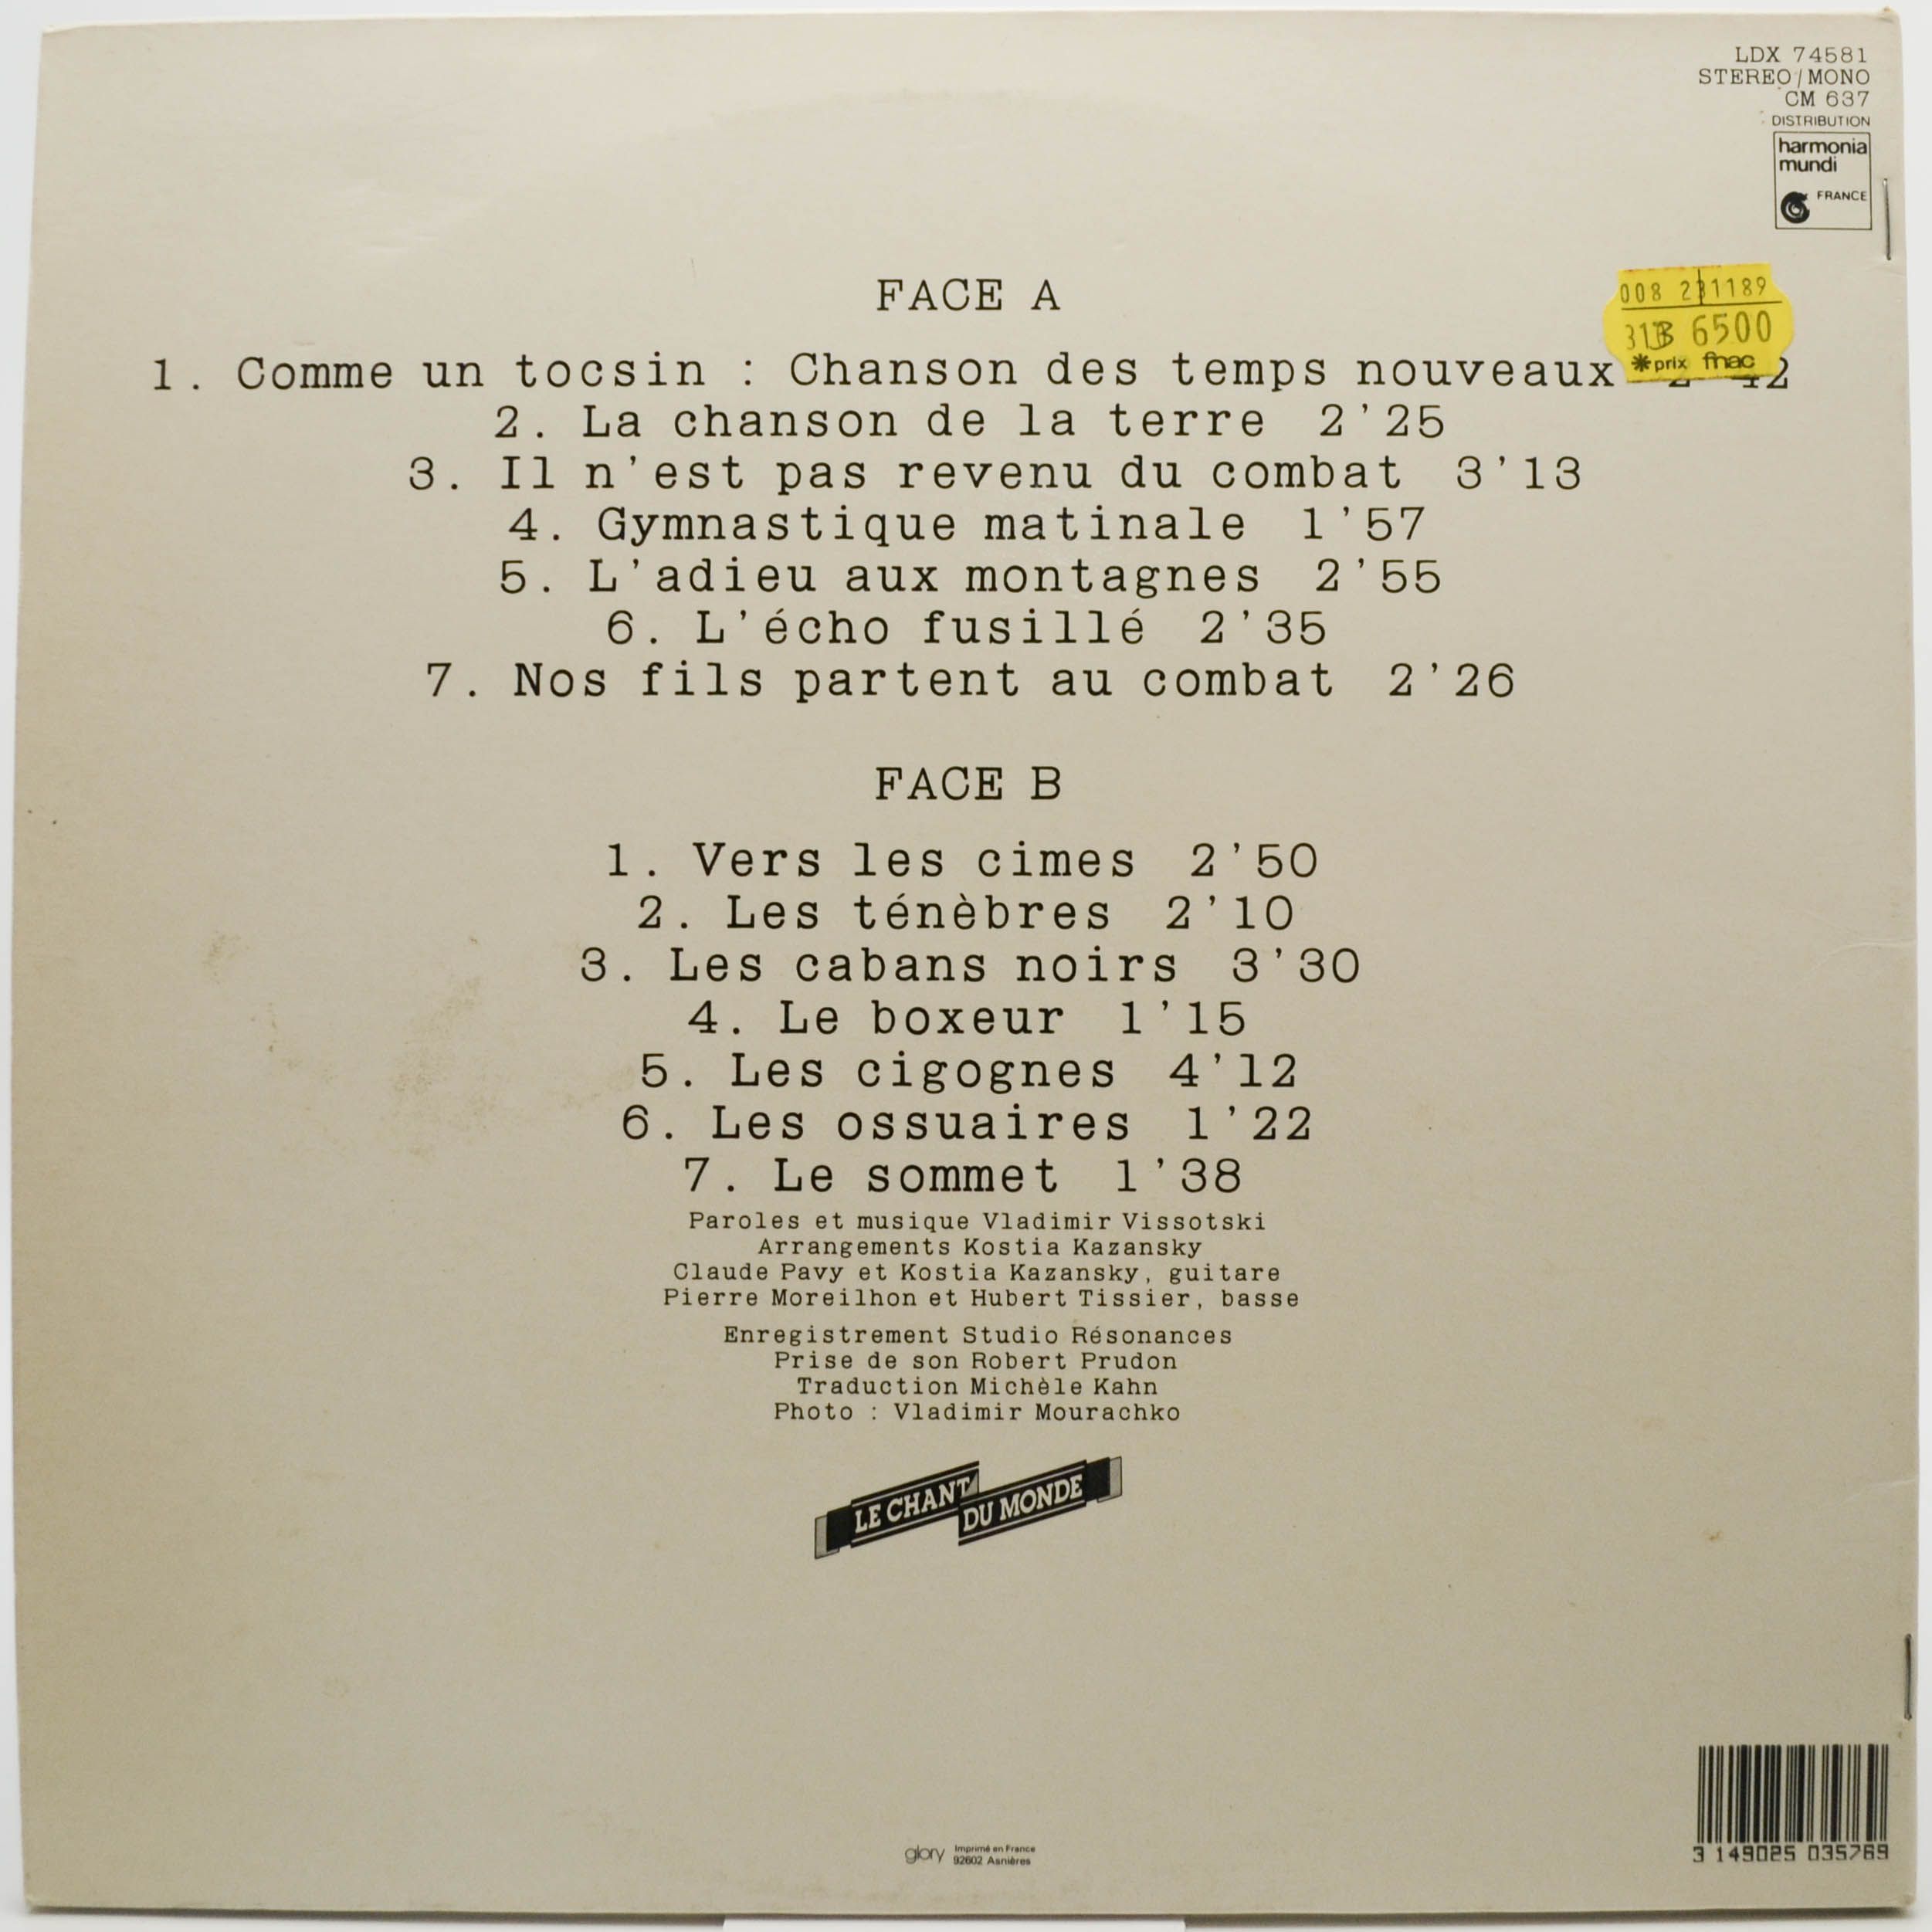 LDX 74581
STEREO/MONO
CM 637
DISTRIBUTION
harmonia
mundi
FRANCE
6500
*prix fnac
FACE A
1. Comme un tocsin : Chanson des temps nouveaux
2. La chanson de la terre 2'25
3. Il n'est pas revenu du combat 3'13
4. Gymnastique matinale 1'57
5. L'adieu aux montagnes 2'55
6. L'écho fusillé 2'35
7. Nos fils partent au combat 2'26
FACE B
1. Vers les cimes 2'50
2. Les ténèbres 2'10
3. Les cabans noirs 3'30
4. Le boxeur 1'15
5. Les cigognes 4'12
6. Les ossuaires 1'22
7. Le sommet 1'38
Paroles et musique Vladimir Vissotski
Arrangements Kostia Kazansky
Claude Pavy et Kostia Kazansky, guitare
Pierre Moreilhon et Hubert Tissier, basse
Enregistrement Studio Résonances
Prise de son Robert Prudon
Traduction Michèle Kahn
Photo : Vladimir Mourachko
LE CHANT DU MONDE
glory Imprimé en France
92602 Asnières
3 149025 035769